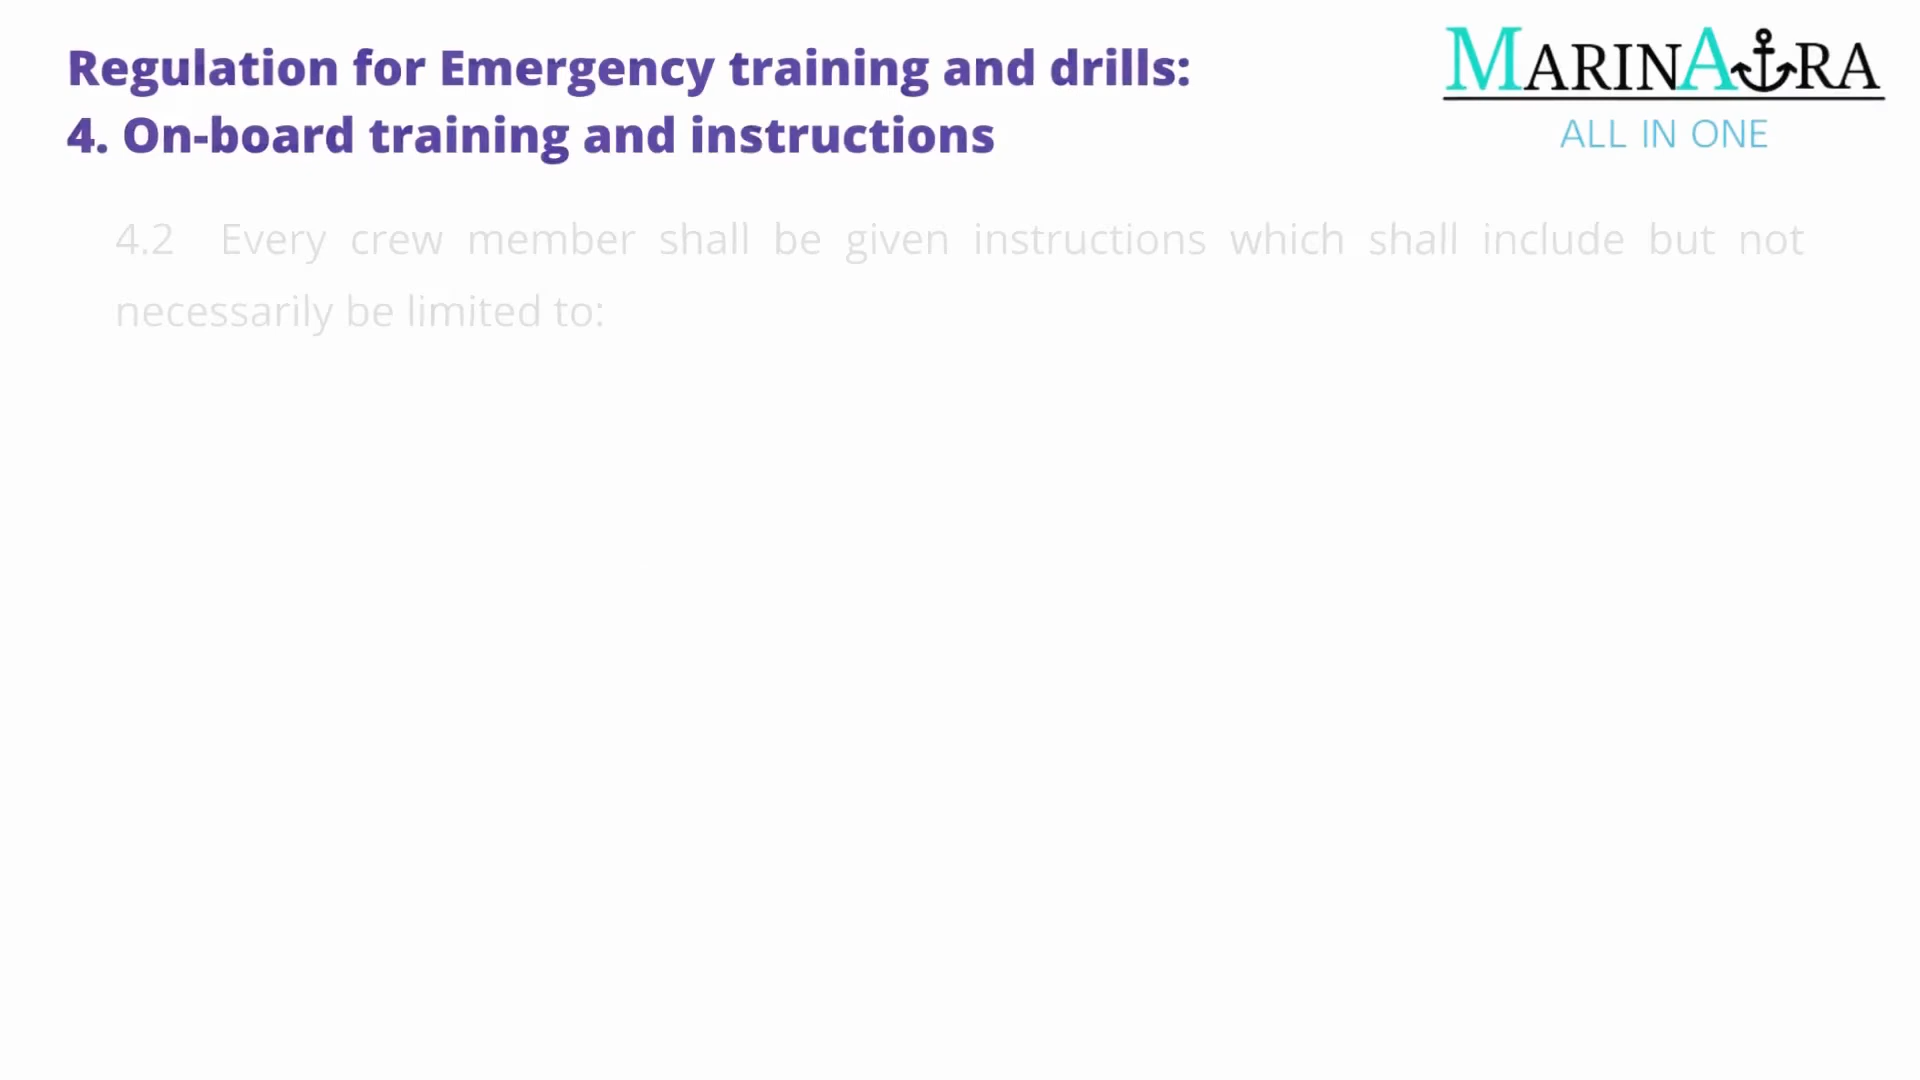 Regulation for Emergency training and drills:
4. On-board training and instructions
MARINAURA
ALL IN ONE
4.2 Every crew member shall be given instructions which shall include but not
necessarily be limited to: